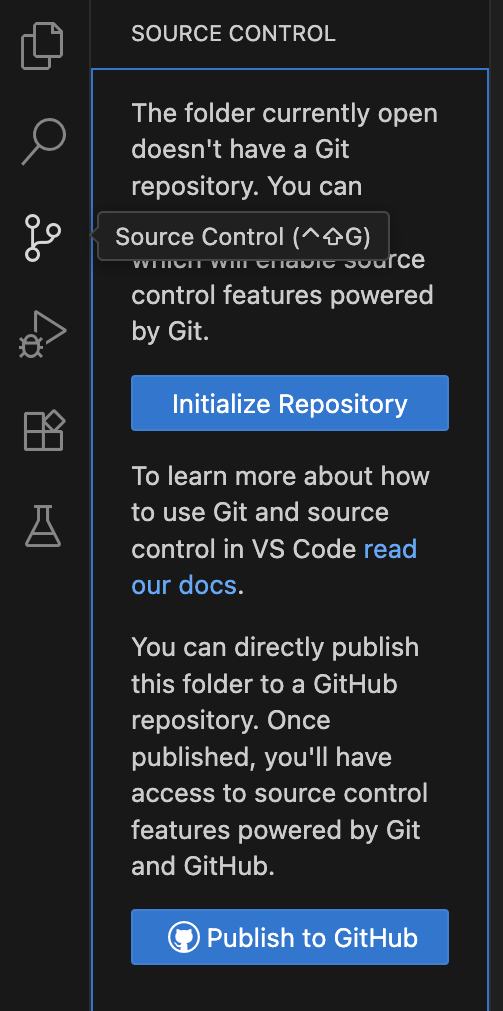 SOURCE CONTROL
The folder currently open
doesn't have a Git
repository. You can
Source Control (⌃⇧G)
which will enable source
control features powered
by Git.
Initialize Repository
To learn more about how
to use Git and source
control in VS Code read
our docs.
You can directly publish
this folder to a GitHub
repository. Once
published, you'll have
access to source control
features powered by Git
and GitHub.
Publish to GitHub